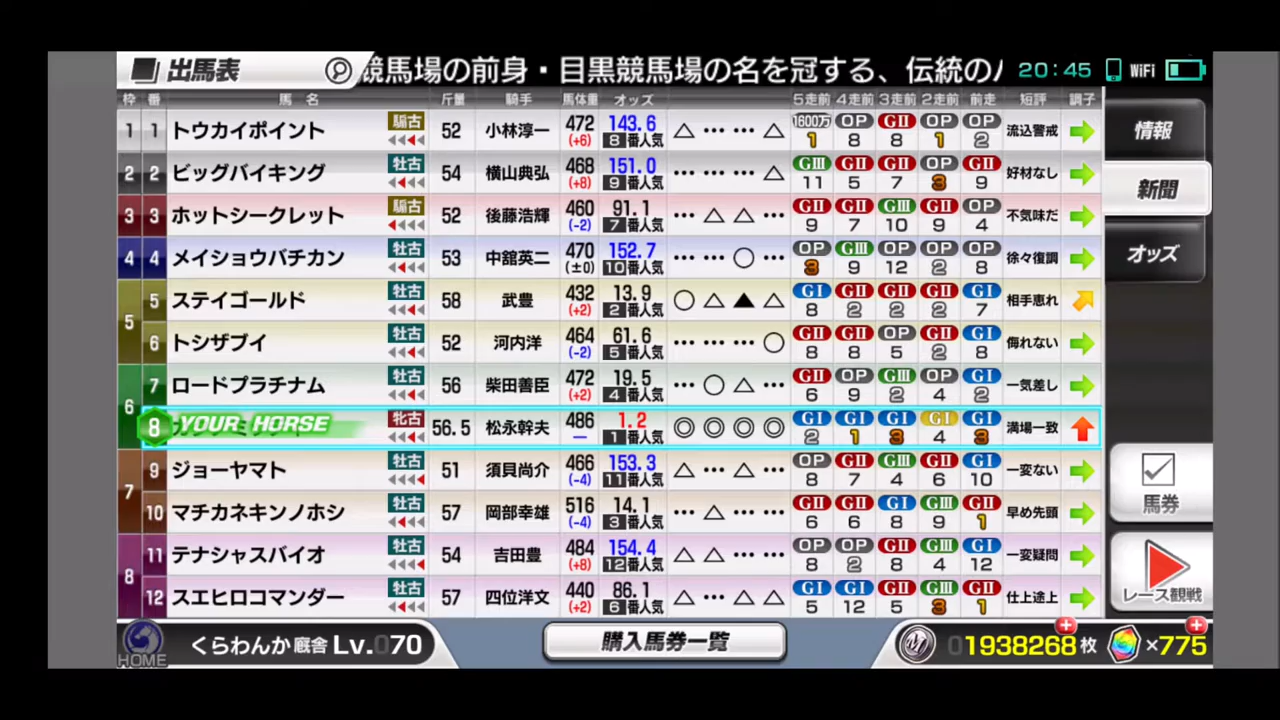 出馬表 競馬場の前身・目黒競馬場の名を冠する、伝統のハ 20:45 WiFi
枠 番 馬名 斤量 騎手 馬体重 オッズ 5走前 4走前 3走前 2走前 前走 短評 調子
1 1 トウカイポイント 騸古 52 小林淳一 472 (+6) 143.6 8番人気 △ … … △ 1600万 1 OP 8 GII 8 OP 1 OP 2 流込警戒
2 2 ビッグバイキング 牡古 54 横山典弘 468 (+8) 151.0 9番人気 … … … △ GIII 11 GII 5 GII 7 OP 3 GII 9 好材なし
3 3 ホットシークレット 騸古 52 後藤浩輝 460 (-2) 91.1 7番人気 … △ △ … GII 9 GII 7 GIII 10 GII 9 OP 4 不気味だ
4 4 メイショウバチカン 牡古 53 中舘英二 470 (±0) 152.7 10番人気 … … ○ … OP 3 GIII 9 OP 12 OP 2 OP 8 徐々復調
5 5 ステイゴールド 牡古 58 武豊 432 (+2) 13.9 2番人気 ○ △ ▲ △ GI 8 GII 2 GII 2 GII 2 GI 7 相手恵れ
6 トシザブイ 牡古 52 河内洋 464 (-2) 61.6 5番人気 … … … ○ GII 8 GII 8 OP 5 GII 2 GI 8 侮れない
6 7 ロードプラチナム 牡古 56 柴田善臣 472 (+2) 19.5 4番人気 … ○ △ … GII 6 OP 9 GIII 2 OP 4 GI 2 一気差し
8 YOUR HORSE 牝古 56.5 松永幹夫 486 － 1.2 1番人気 ◎ ◎ ◎ ◎ GI 2 GI 1 GI 3 GI 4 GI 3 満場一致
7 9 ジョーヤマト 牡古 51 須貝尚介 466 (-4) 153.3 11番人気 △ … △ … OP 8 GII 7 GIII 4 GII 6 GI 10 一変ない
10 マチカネキンノホシ 牡古 57 岡部幸雄 516 (-4) 14.1 3番人気 … △ … … GII 6 GII 6 GI 8 GIII 9 GII 1 早め先頭
8 11 テナシャスバイオ 牡古 54 吉田豊 484 (+8) 154.4 12番人気 △ △ … … OP 8 OP 2 GII 8 GIII 4 GI 12 一変疑問
12 スエヒロコマンダー 牡古 57 四位洋文 440 (+2) 86.1 6番人気 △ … △ △ GI 5 GI 12 GII 5 GIII 3 GII 1 仕上途上
情報
新聞
オッズ
馬券
レース観戦
HOME くらわんか厩舎 Lv.070 購入馬券一覧 M 01938268枚 ×775